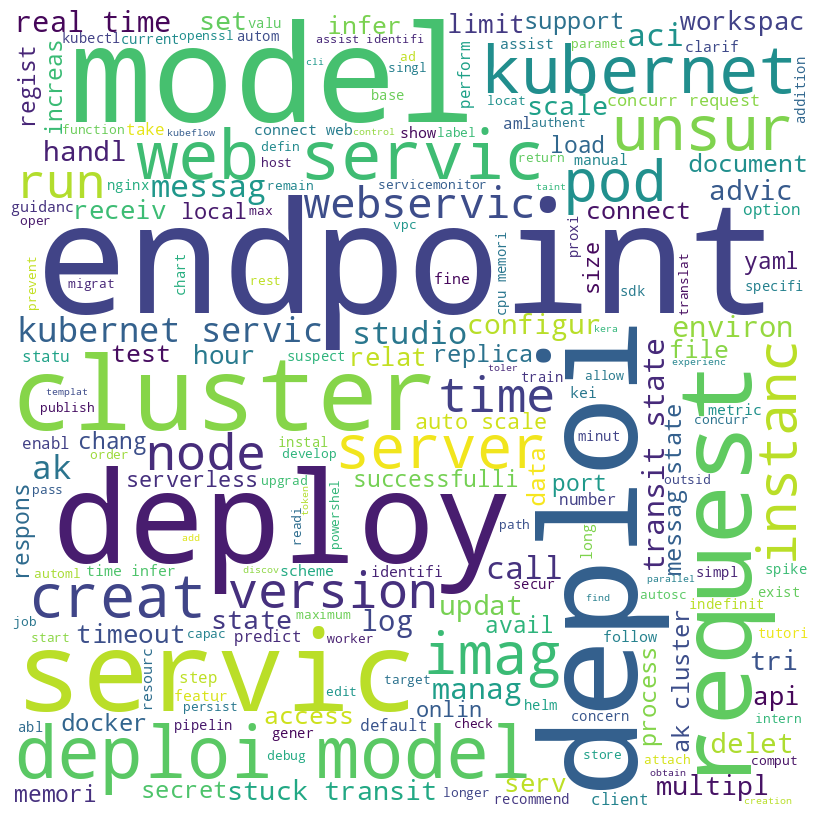 real time
set
valu
infer
limit
support
aci
workspac
kubectl
current
openssl
autom
assist identifi
assist
paramet
clarif
regist
increas
model
cli
ad
singl
base
perform
kubernet
locat
scale
concurr request
addition
function
take
kubeflow
connect web
control
show
label
aml
authent
unsur
handl
web servic
defin
host
return
load
manual
document
run
nginx
messag
remain
servicemonitor
taint
pod
advic
guidanc
oper
receiv
local
max
webservic
connect
option
vpc
endpoint
prevent
migrat
chart
rest
fine
cpu memori
proxi
size
sdk
translat
yaml
specifi
kubernet servic
studio
configur
kera
environ
statu
test
hour
suspect
relat
replica
file
experienc
cluster
templat
publish
toler
train
time
allow
kei
metric
concurr
deploi
minut
transit state
request
instanc
enabl
chang
order
node
instal
develop
auto scale
server
data
port
ak
pass
serverless
upgrad
successfulli
number
messag state
outsid
respons
deploy
readi
token
powershel
path
long
add
automl
time infer
discov
scheme
identifi
call
secur
simpl
spike
parallel
find
autosc
indefinit
exist
job
start
creat
version
maximum
updat
avail
tutori
timeout
capac
state
predict
worker
log
follow
ak cluster
tri
servic
resourc
step
featur
persist
edit
target
imag
manag
concern
process
api
abl
docker
pipelin
access
gener
default
onlin
helm
check
intern
deploi model
debug
store
delet
attach
obtain
comput
memori
secret
stuck transit
longer
serv
recommend
client
multipl
creation